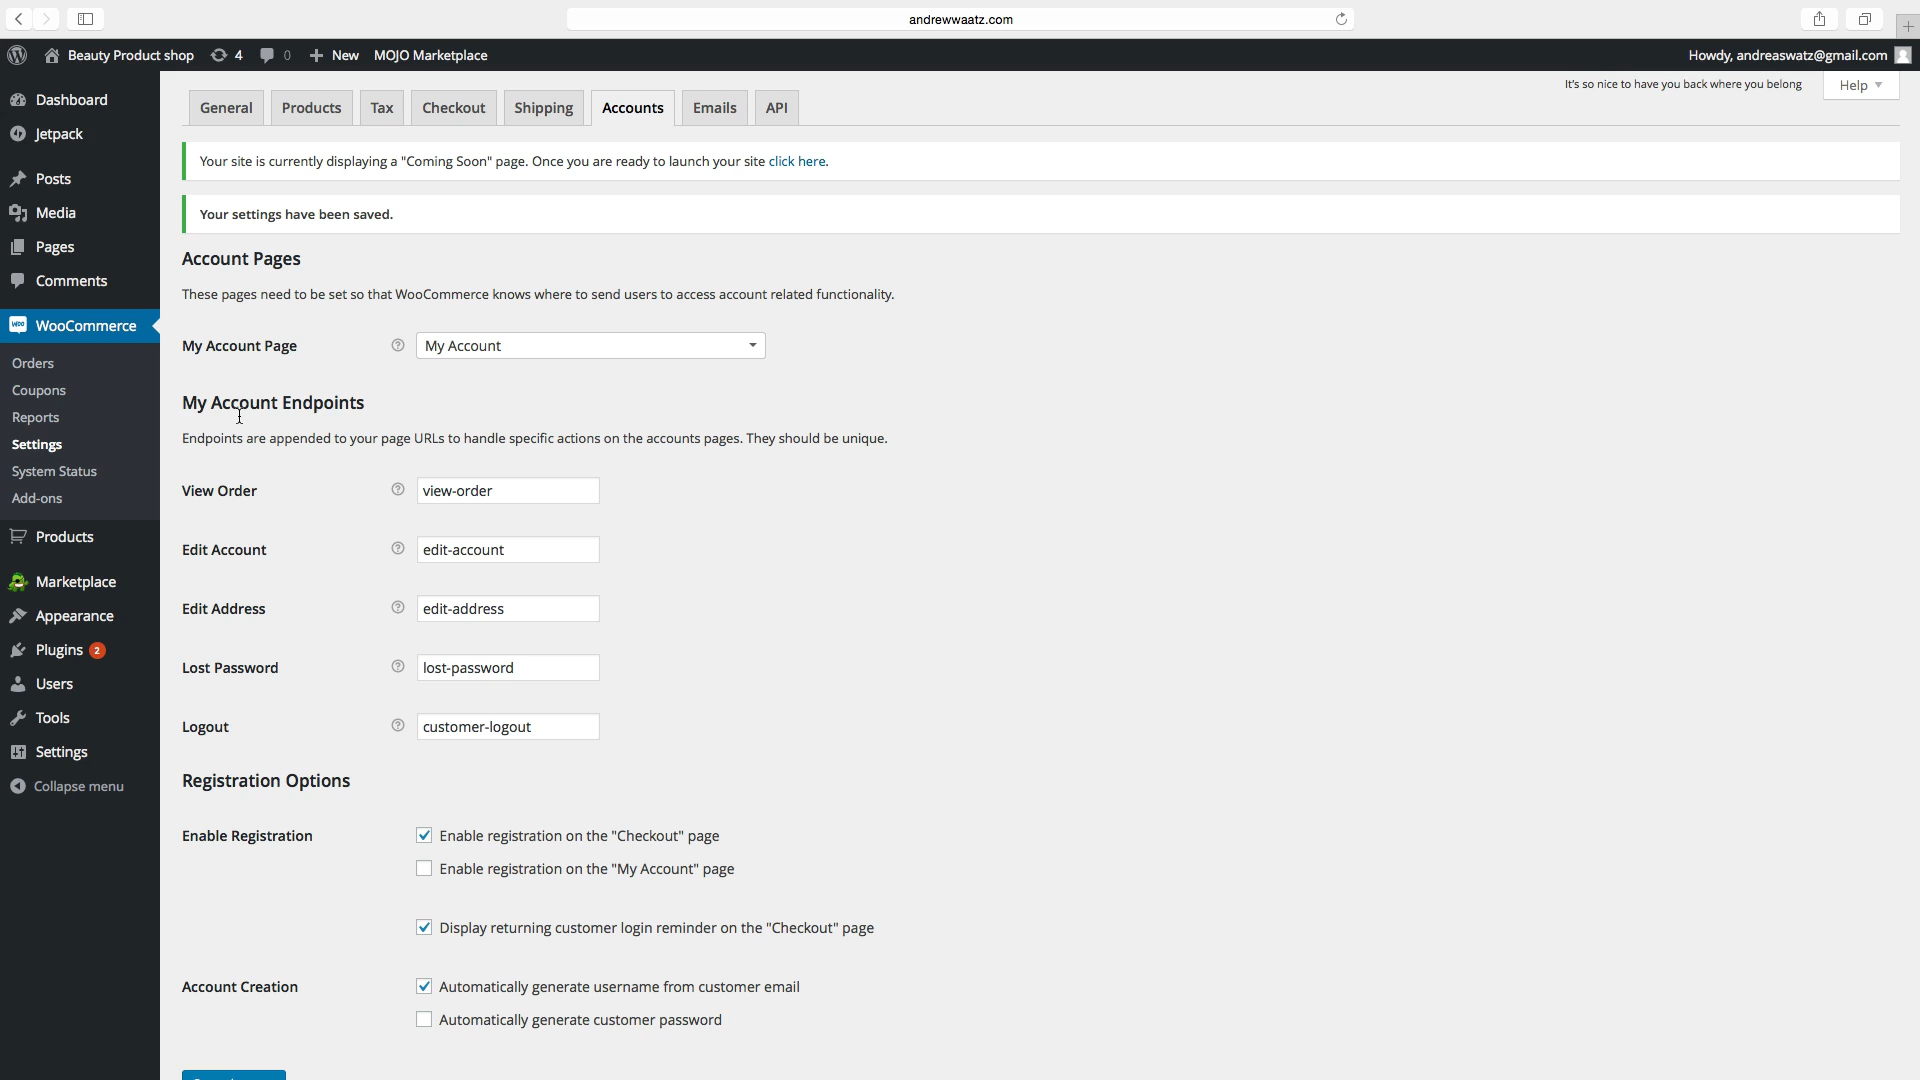 andrewwaatz.com
Beauty Product shop 4 0 New MOJO Marketplace
Howdy, andreaswatz@gmail.com
It's so nice to have you back where you belong
Help
Dashboard
Jetpack
Posts
Media
Pages
Comments
WooCommerce
Orders
Coupons
Reports
Settings
System Status
Add-ons
Products
Marketplace
Appearance
Plugins 2
Users
Tools
Settings
Collapse menu
General Products Tax Checkout Shipping Accounts Emails API
Your site is currently displaying a "Coming Soon" page. Once you are ready to launch your site click here.
Your settings have been saved.
Account Pages
These pages need to be set so that WooCommerce knows where to send users to access account related functionality.
My Account Page ? My Account
My Account Endpoints
Endpoints are appended to your page URLs to handle specific actions on the accounts pages. They should be unique.
View Order ? view-order
Edit Account ? edit-account
Edit Address ? edit-address
Lost Password ? lost-password
Logout ? customer-logout
Registration Options
Enable Registration Enable registration on the "Checkout" page
Enable registration on the "My Account" page
Display returning customer login reminder on the "Checkout" page
Account Creation Automatically generate username from customer email
Automatically generate customer password